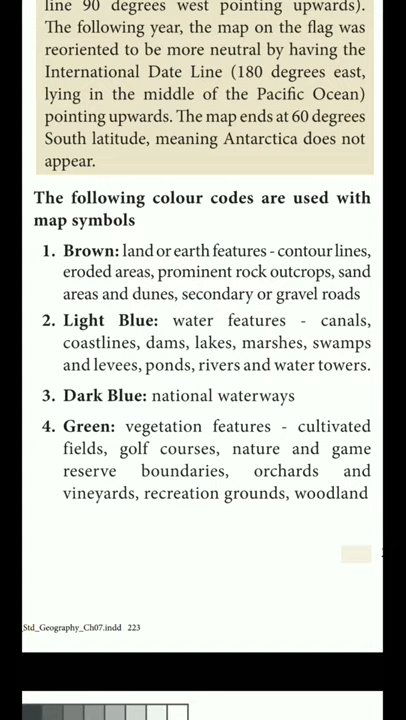 line 90 degrees west pointing upwards).
The following year, the map on the flag was
reoriented to be more neutral by having the
International Date Line (180 degrees east,
lying in the middle of the Pacific Ocean)
pointing upwards. The map ends at 60 degrees
South latitude, meaning Antarctica does not
appear.
The following colour codes are used with
map symbols
1. Brown: land or earth features - contour lines,
eroded areas, prominent rock outcrops, sand
areas and dunes, secondary or gravel roads
2. Light Blue: water features - canals,
coastlines, dams, lakes, marshes, swamps
and levees, ponds, rivers and water towers.
3. Dark Blue: national waterways
4. Green: vegetation features - cultivated
fields, golf courses, nature and game
reserve boundaries, orchards and
vineyards, recreation grounds, woodland
Std_Geography_Ch07.indd 223